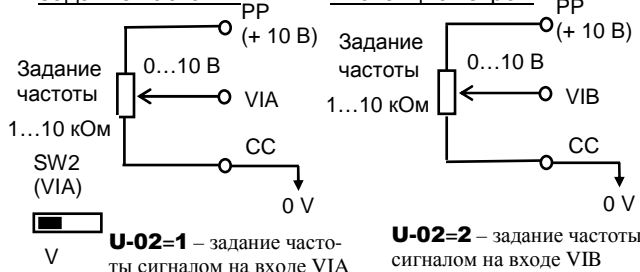 PP
(+ 10 В)
Задание
частоты
0…10 В
VIA
1…10 кОм
SW2
(VIA)
CC
0 V
V
U-02=1 – задание часто-
ты сигналом на входе VIA
PP
(+ 10 В)
Задание
частоты
0…10 В
VIB
1…10 кОм
CC
0 V
U-02=2 – задание частоты
сигналом на входе VIB